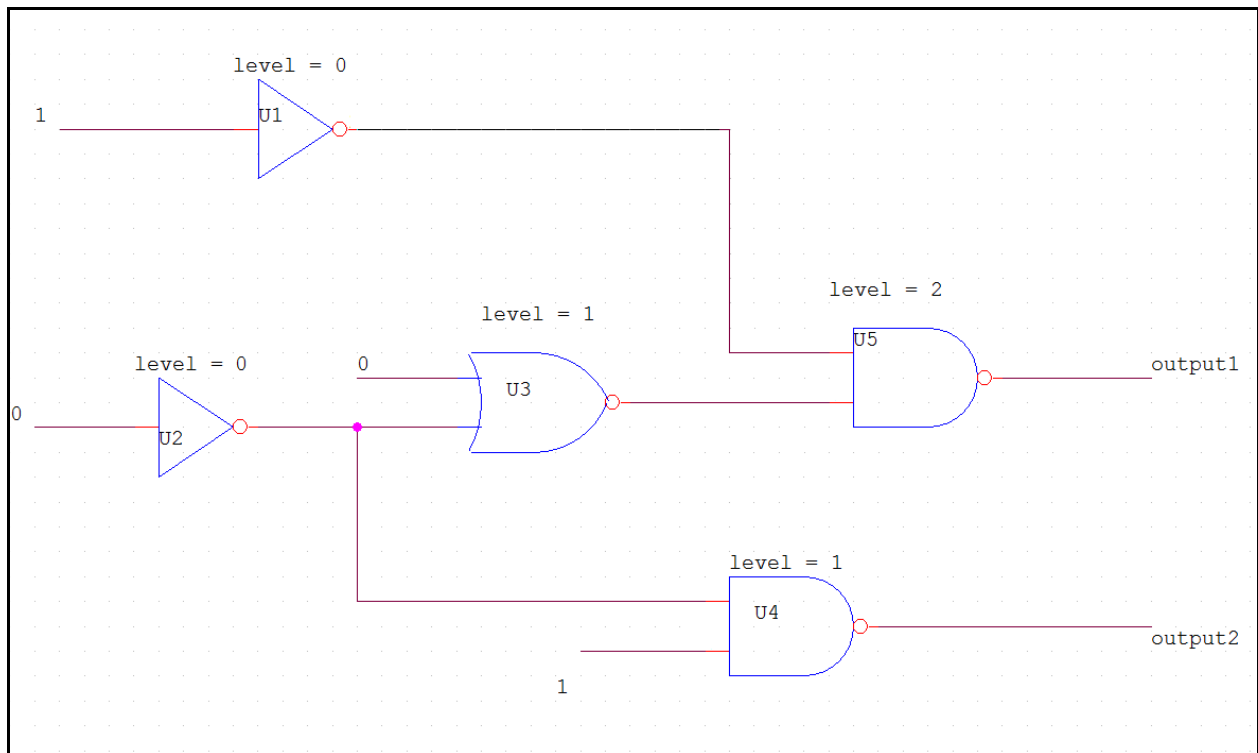 level = 0
1
U1
level = 2
level = 1
U5
level = 0
0
output1
U3
0
U2
level = 1
U4
output2
1